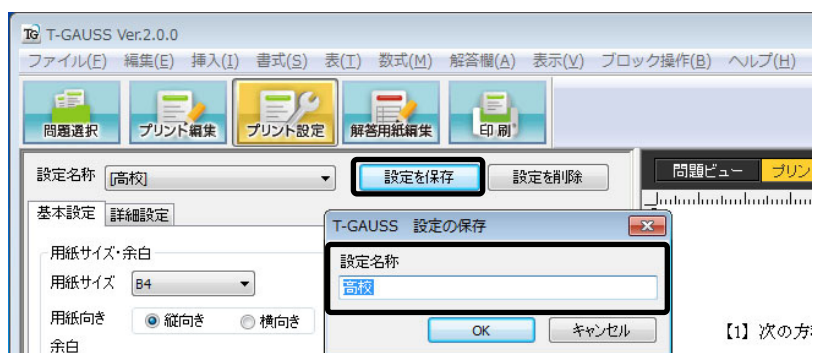 TG T-GAUSS Ver.2.0.0
ファイル(F) 編集(E) 挿入(I) 書式(S) 表(T) 数式(M) 解答欄(A) 表示(V) ブロック操作(B) ヘルプ(H)
問題選択 プリント編集 プリント設定 解答用紙編集 印刷
設定名称 [高校] 設定を保存 設定を削除 問題ビュー プリン
基本設定 詳細設定
T-GAUSS 設定の保存
用紙サイズ・余白
設定名称
用紙サイズ B4
高校
用紙向き 縦向き 横向き
OK キャンセル
【1】次の方
余白